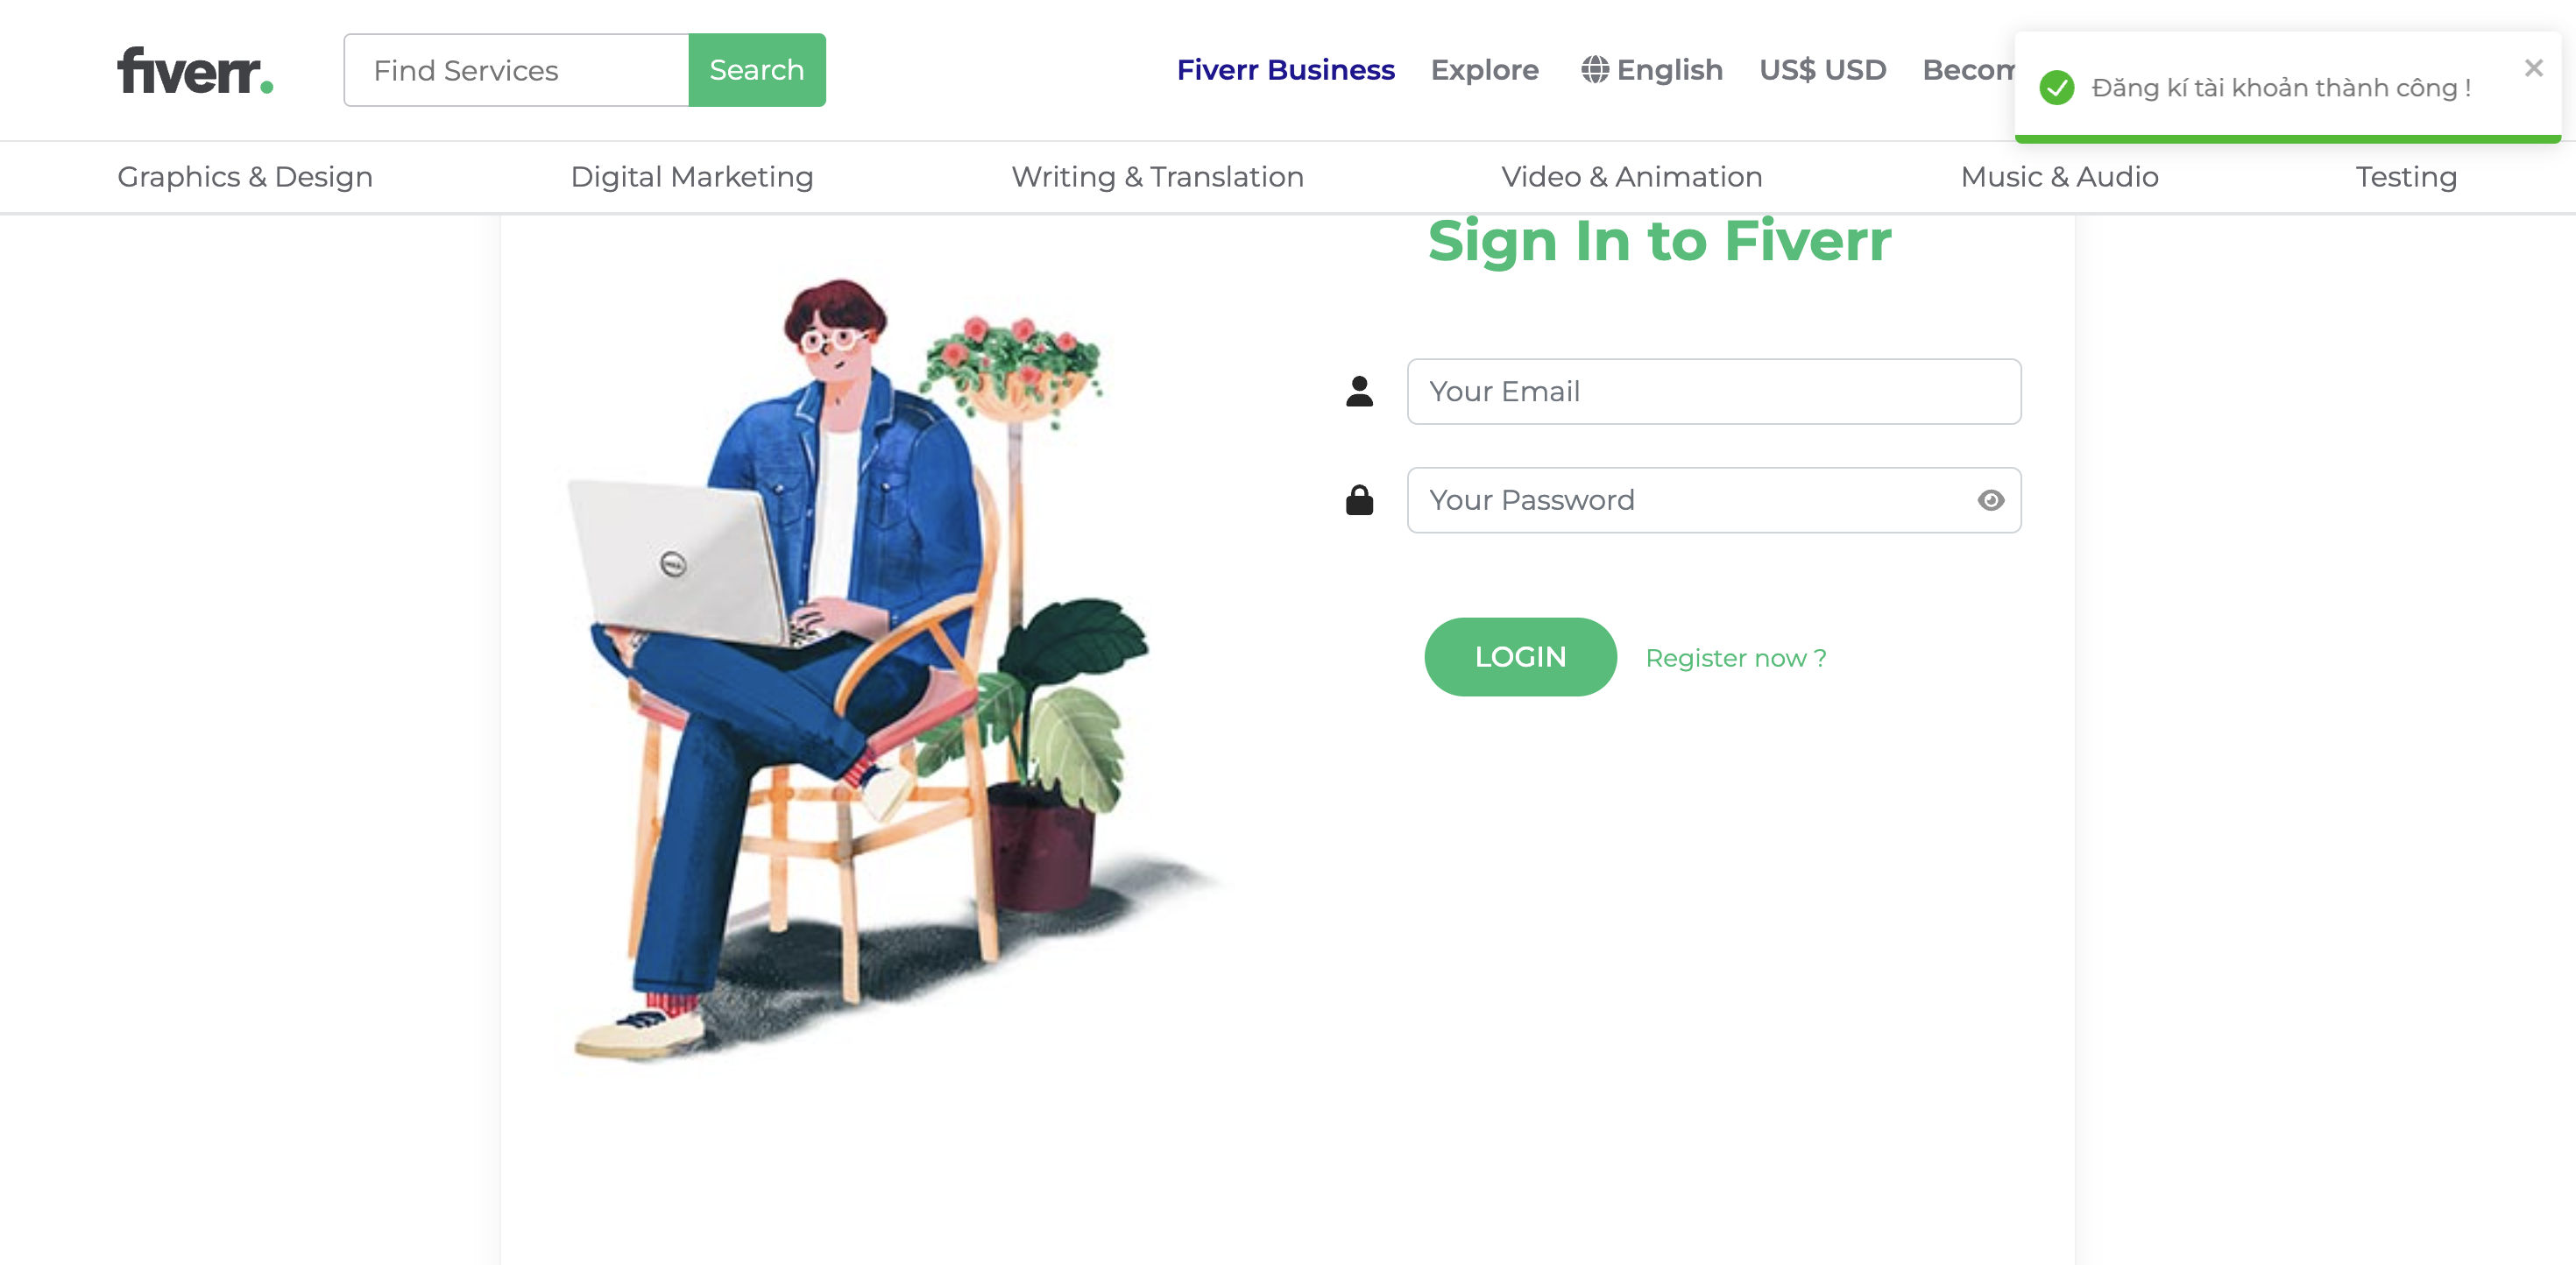 fiverr.
Find Services
Search
Fiverr Business
Explore
English
US$ USD
Becom
Đăng kí tài khoản thành công !
Graphics & Design
Digital Marketing
Writing & Translation
Video & Animation
Music & Audio
Testing
Sign In to Fiverr
Your Email
Your Password
LOGIN
Register now ?